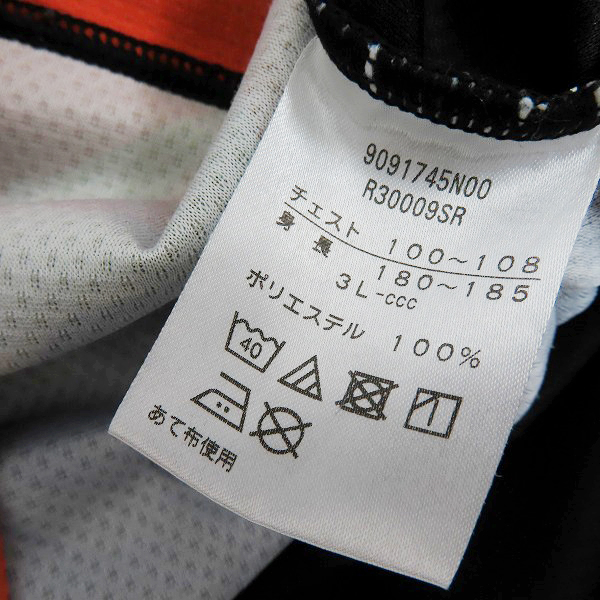 9091745N00
R30009SR
チェスト 100～108
身長 180～185
3L-ccc
ポリエステル 100%
40
あて布使用